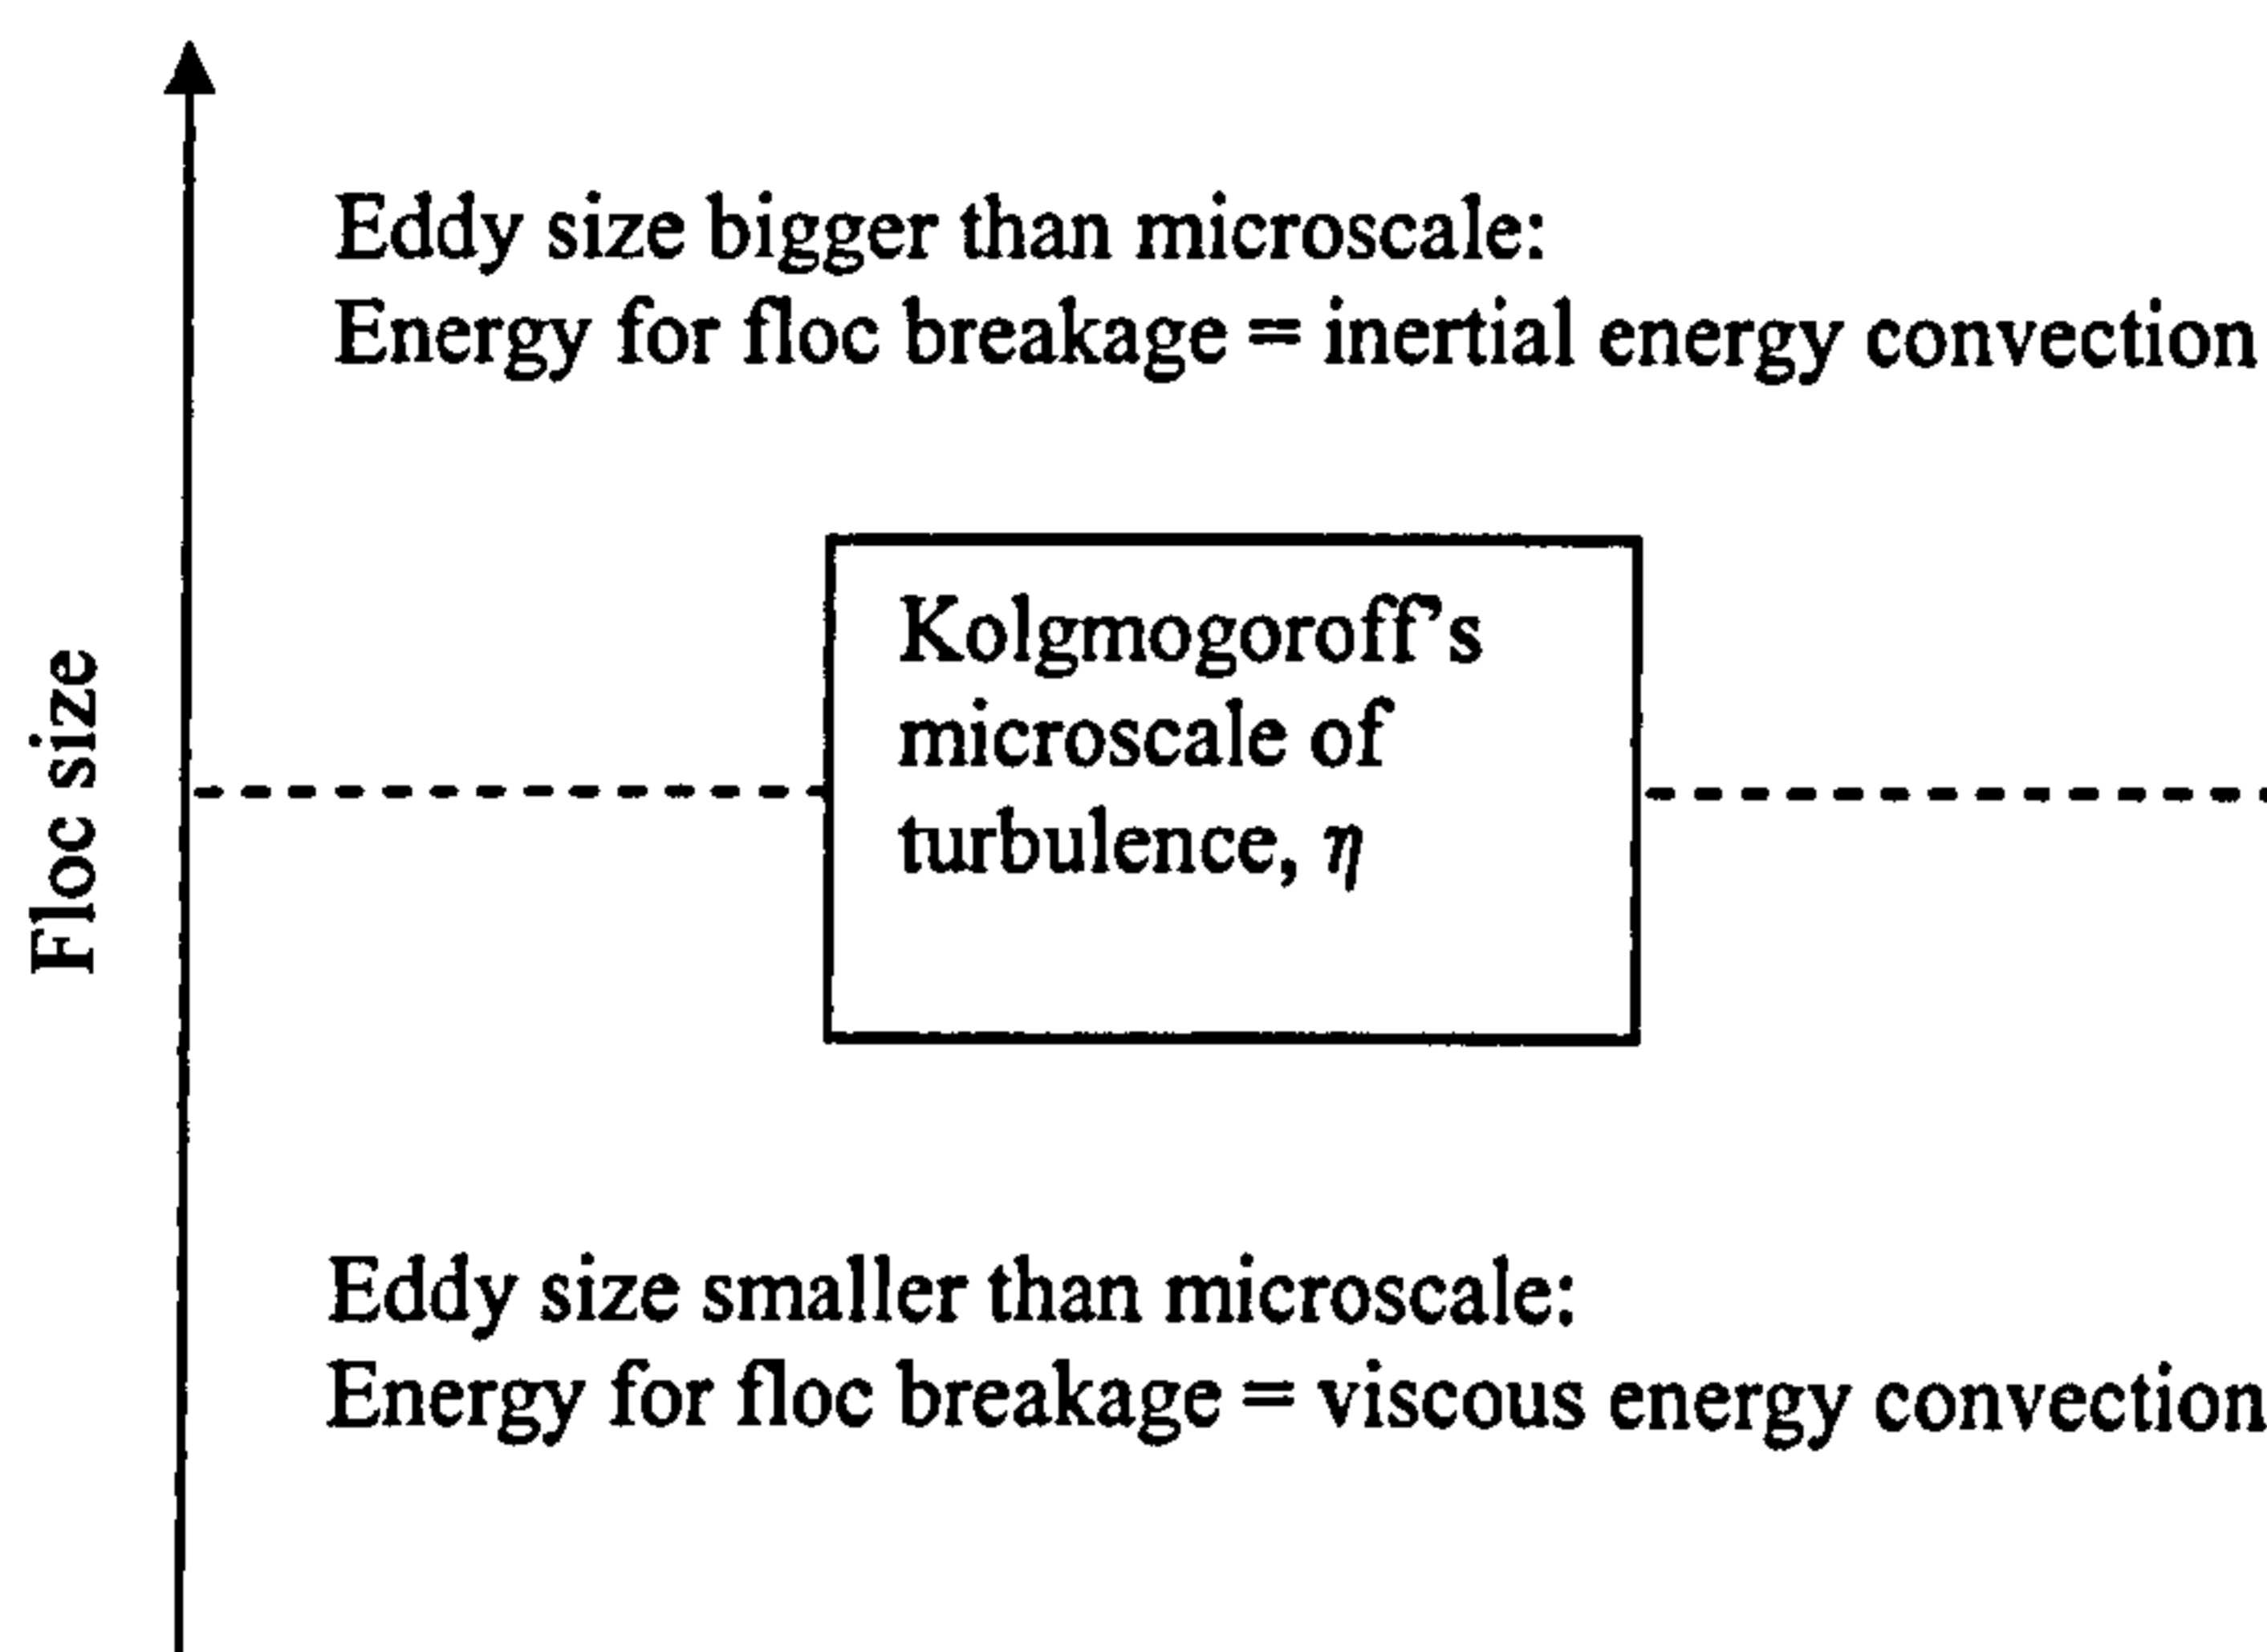 Eddy size bigger than microscale:
Energy for floc breakage = inertial energy convection
Floc size
Kolgmogoroff’s
microscale of
turbulence, η
Eddy size smaller than microscale:
Energy for floc breakage = viscous energy convection